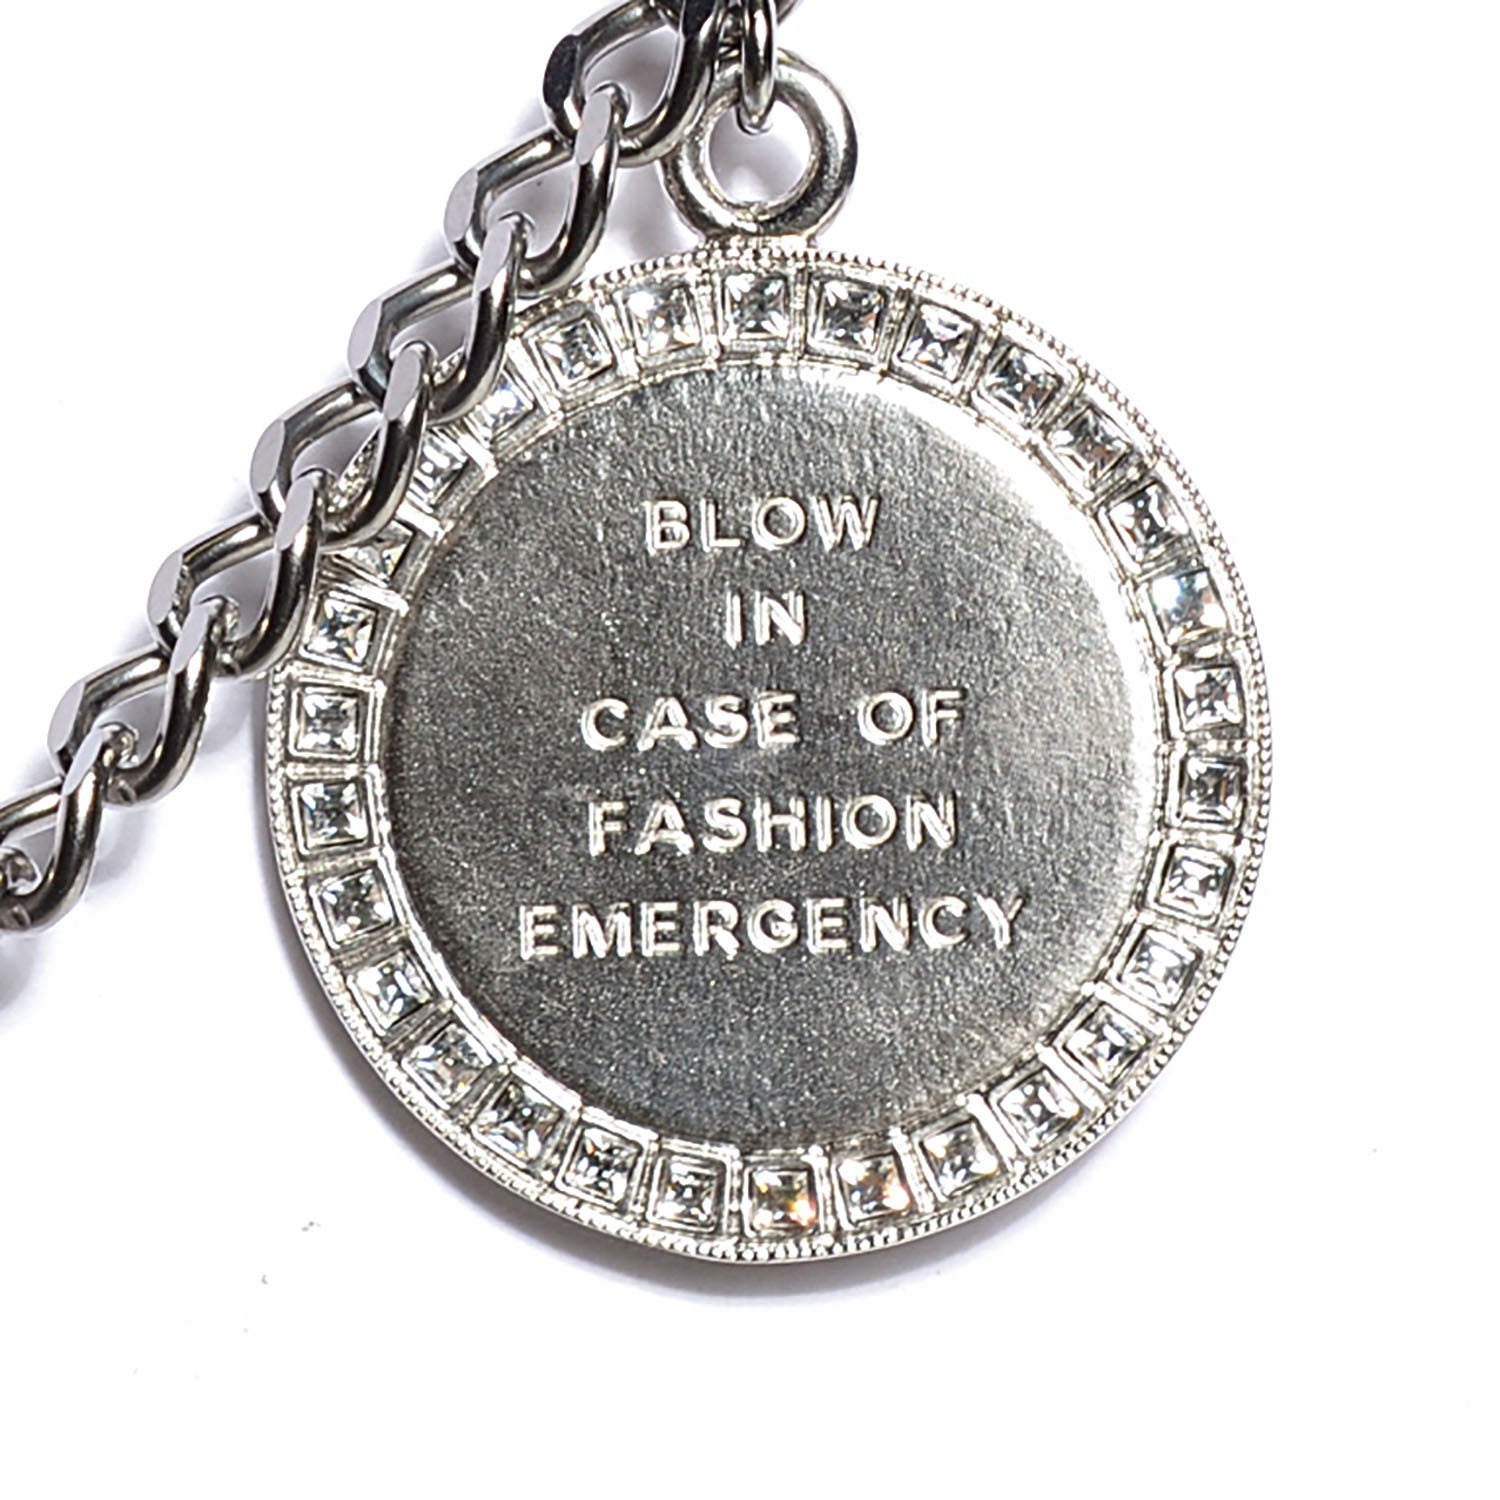 BLOW
IN
CASE OF
FASHION
EMERGENCY